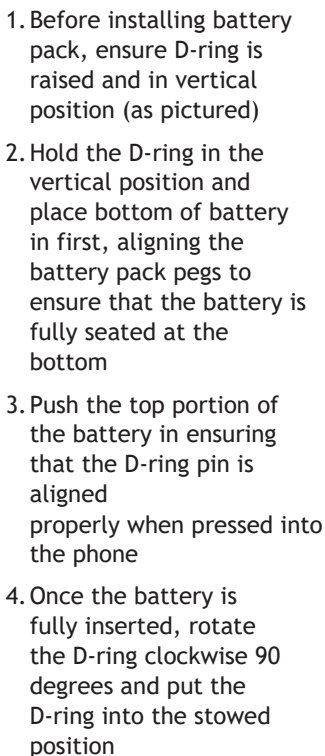 1. Before installing battery
pack, ensure D-ring is
raised and in vertical
position (as pictured)
2. Hold the D-ring in the
vertical position and
place bottom of battery
in first, aligning the
battery pack pegs to
ensure that the battery is
fully seated at the
bottom
3. Push the top portion of
the battery in ensuring
that the D-ring pin is
aligned
properly when pressed into
the phone
4. Once the battery is
fully inserted, rotate
the D-ring clockwise 90
degrees and put the
D-ring into the stowed
position